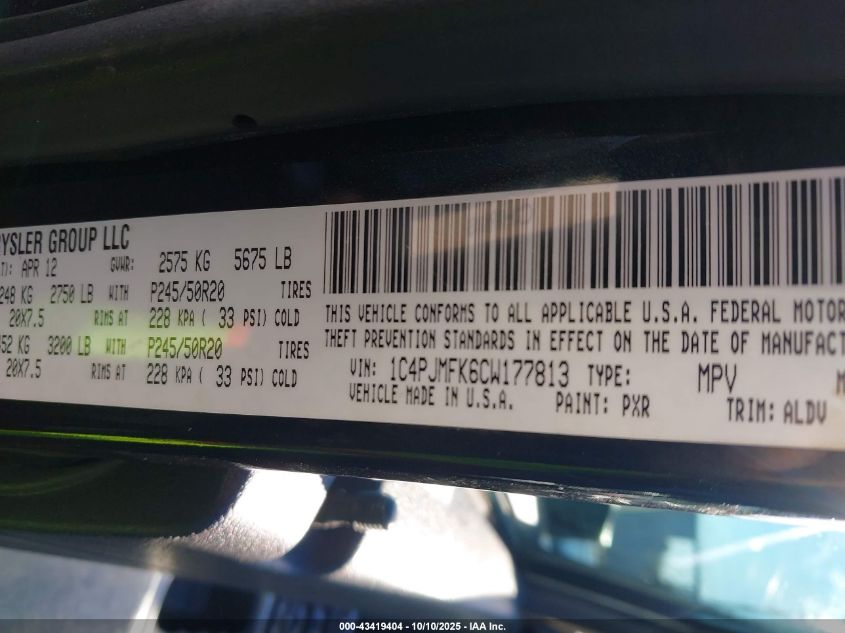 RYSLER GROUP LLC
T): APR 12 GVWR: 2575 KG 5675 LB
248 KG 2750 LB WITH P245/50R20 TIRES
20X7.5 RIMS AT 228 KPA ( 33 PSI) COLD
52 KG 3200 LB WITH P245/50R20 TIRES
20X7.5 RIMS AT 228 KPA ( 33 PSI) COLD
THIS VEHICLE CONFORMS TO ALL APPLICABLE U.S.A. FEDERAL MOTOR
THEFT PREVENTION STANDARDS IN EFFECT ON THE DATE OF MANUFACT
VIN: 1C4PJMFK6CW177813 TYPE: MPV M
VEHICLE MADE IN U.S.A. PAINT: PXR TRIM: ALDV
000-43419404 - 10/10/2025 - IAA Inc.